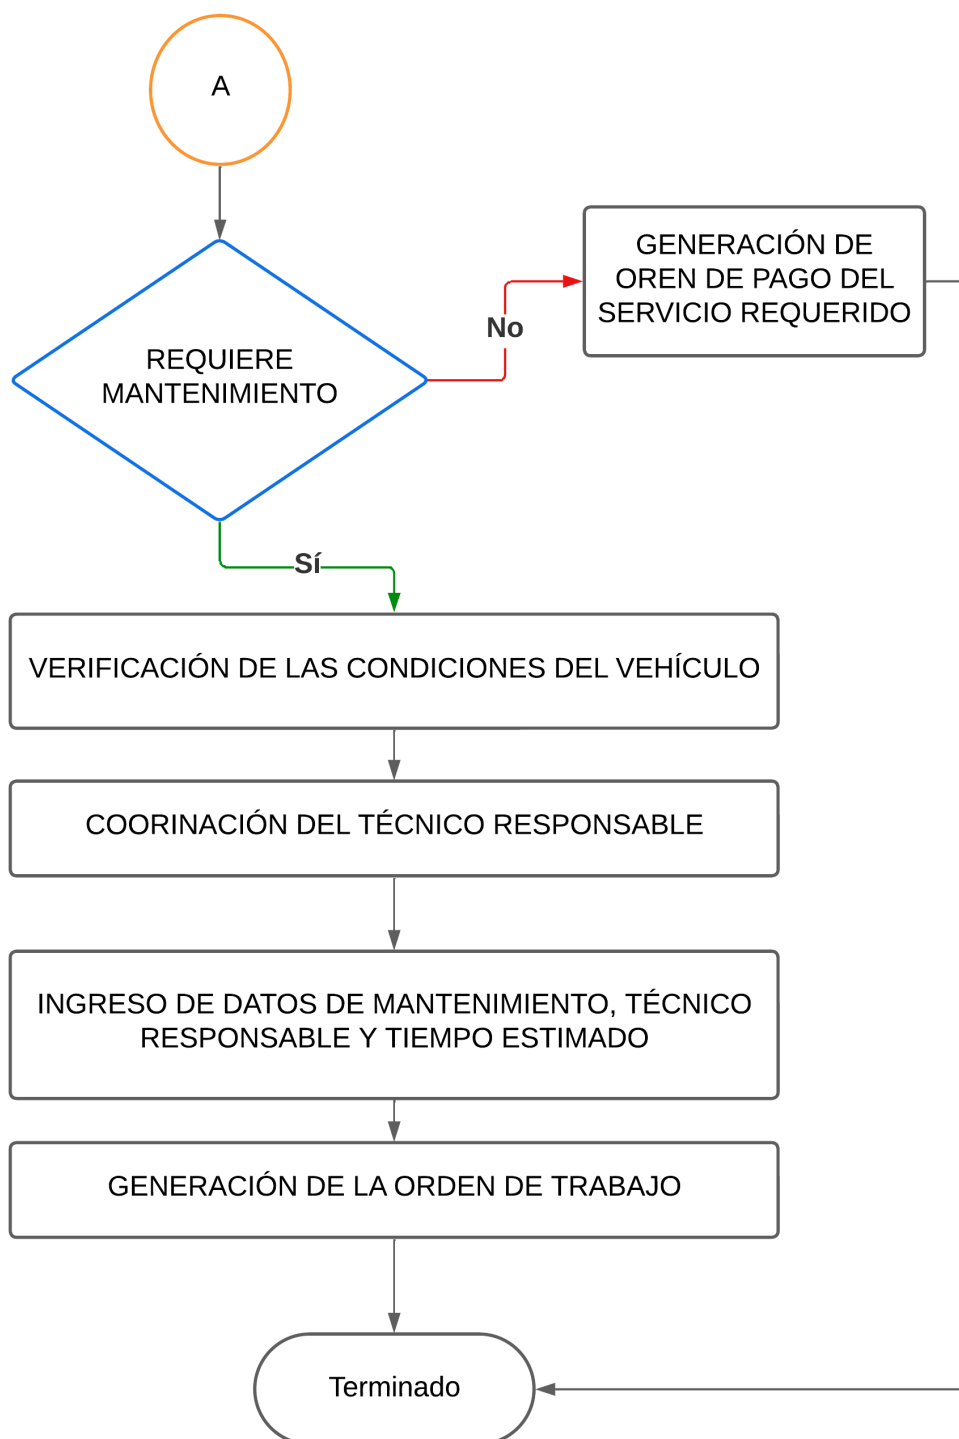 A
REQUIERE
MANTENIMIENTO
No
GENERACIÓN DE
OREN DE PAGO DEL
SERVICIO REQUERIDO
Sí
VERIFICACIÓN DE LAS CONDICIONES DEL VEHÍCULO
COORINACIÓN DEL TÉCNICO RESPONSABLE
INGRESO DE DATOS DE MANTENIMIENTO, TÉCNICO
RESPONSABLE Y TIEMPO ESTIMADO
GENERACIÓN DE LA ORDEN DE TRABAJO
Terminado